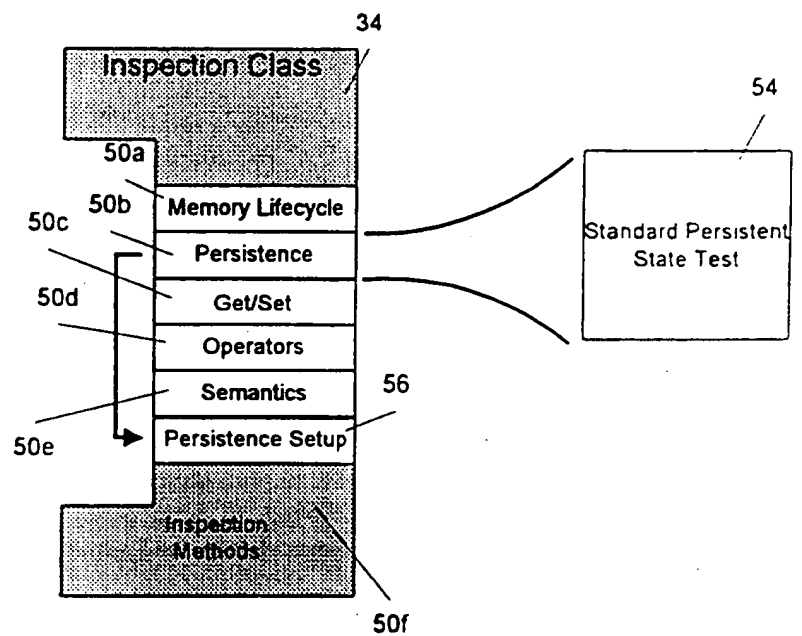 34
Inspection Class
54
50a
Memory Lifecycle
50b
Persistence
50c
Standard Persistent
State Test
Get/Set
50d
Operators
Semantics
56
50e
Persistence Setup
Inspection
Methods
50f